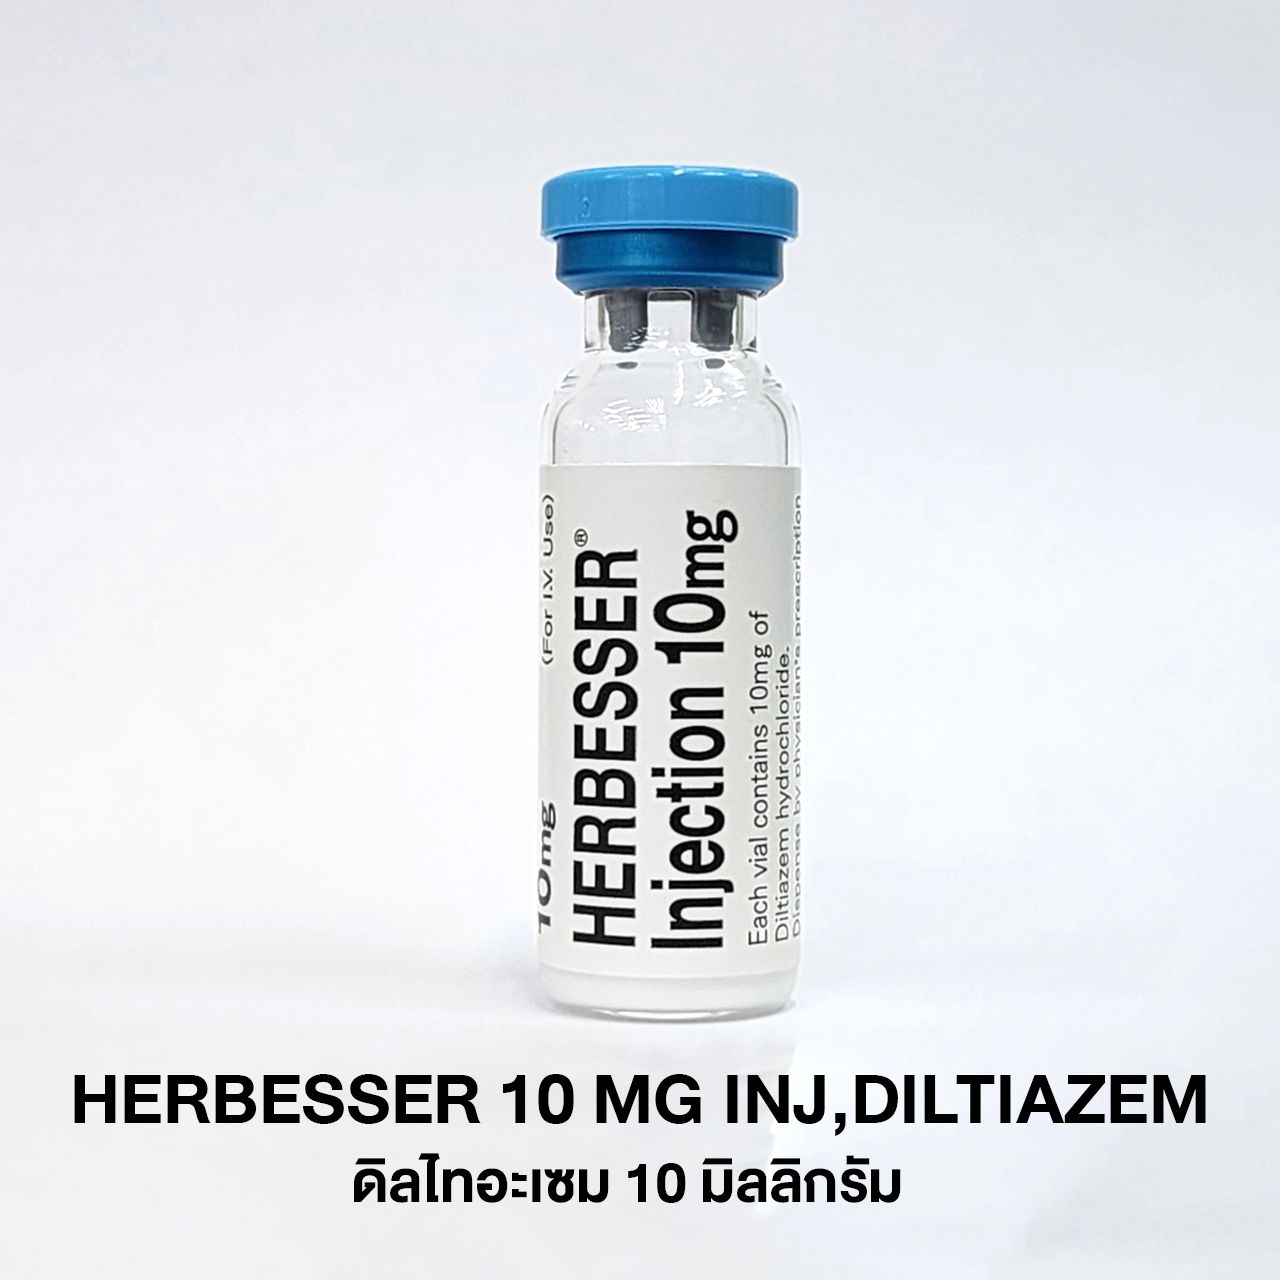 10mg (For I.V. Use)
HERBESSER®
Injection 10mg
Each vial contains 10mg of
Diltiazem hydrochloride.
Dispense by physician's prescription
HERBESSER 10 MG INJ,DILTIAZEM
ดิลไทอะเซม 10 มิลลิกรัม